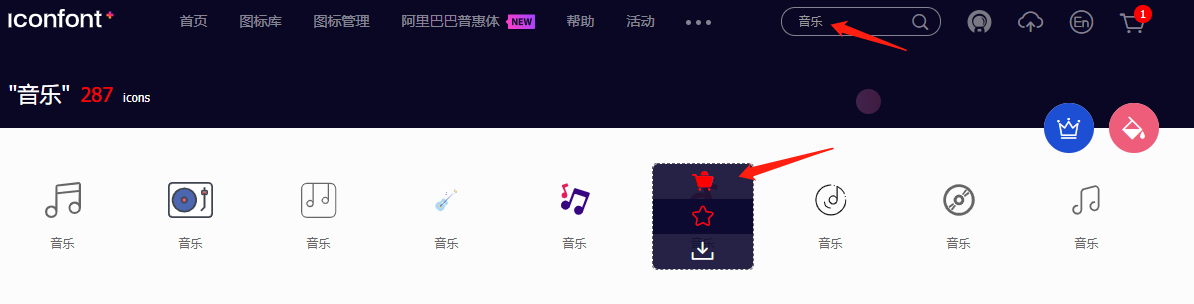 iconfont+ 首页 图标库 图标管理 阿里巴巴普惠体 NEW 帮助 活动 音乐 En 1
"音乐" 287 icons
音乐 音乐 音乐 音乐 音乐 音乐 音乐 音乐